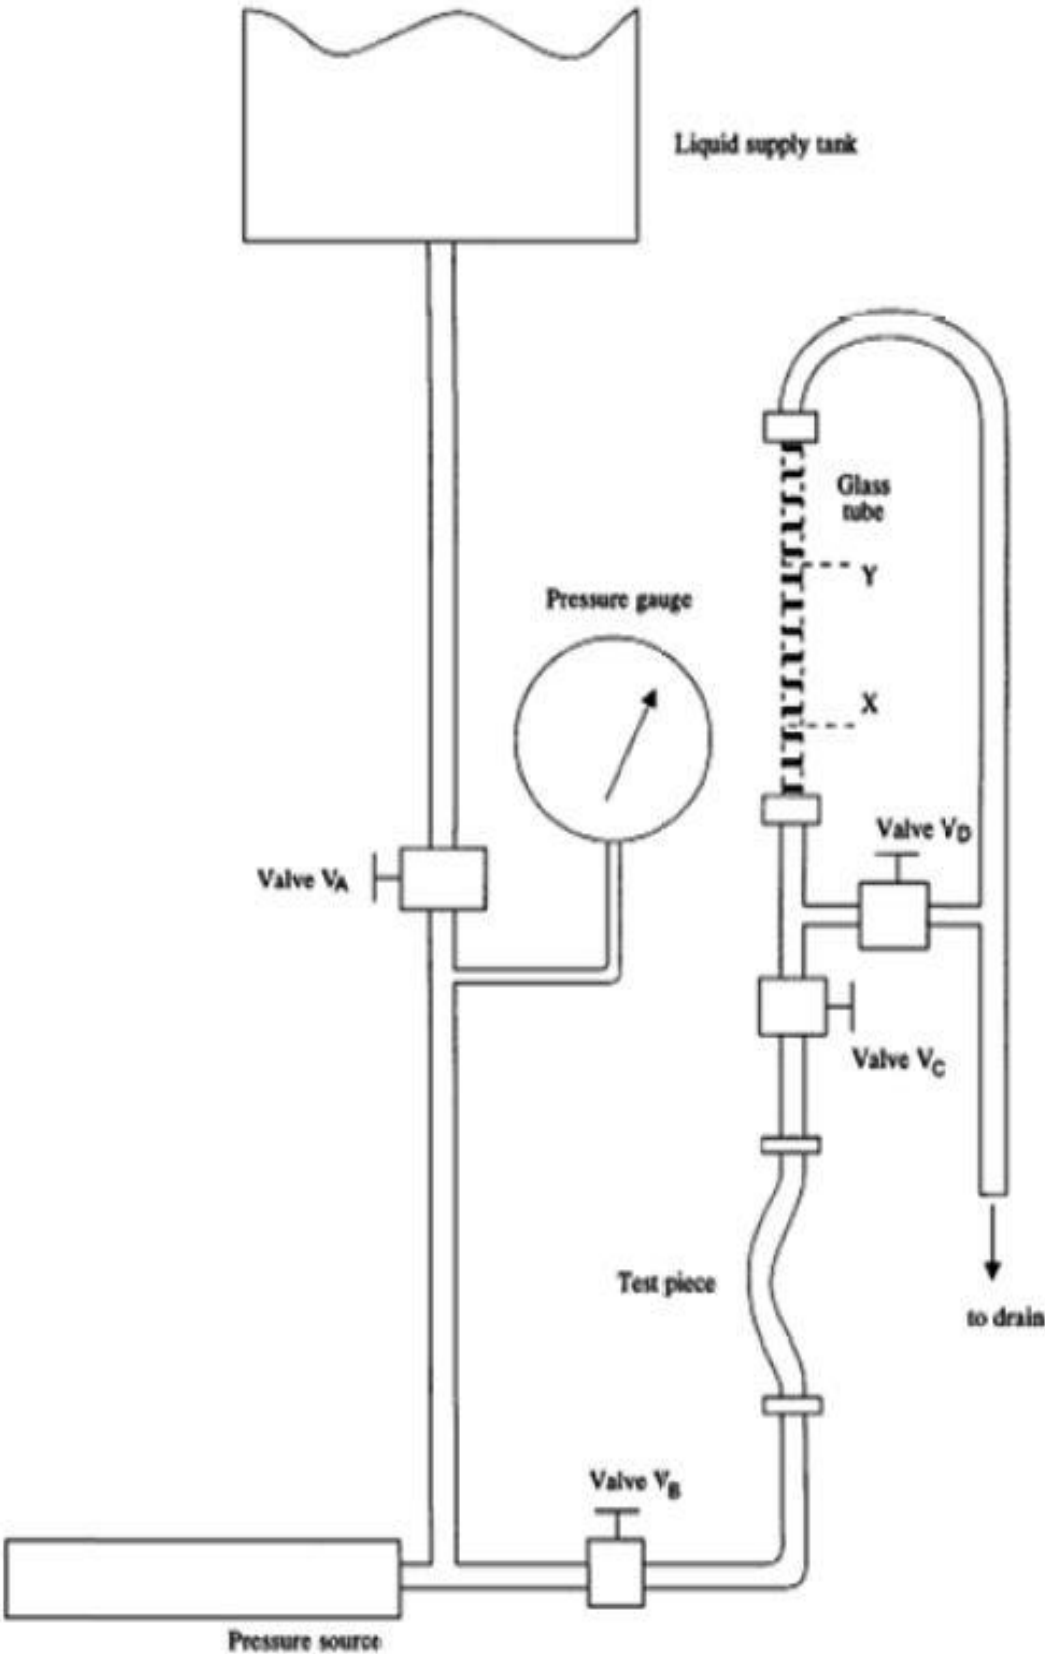 Liquid supply tank
Glass
tube
Y
Pressure gauge
X
Valve VD
Valve VA
Valve VC
Test piece
to drain
Valve VB
Pressure source